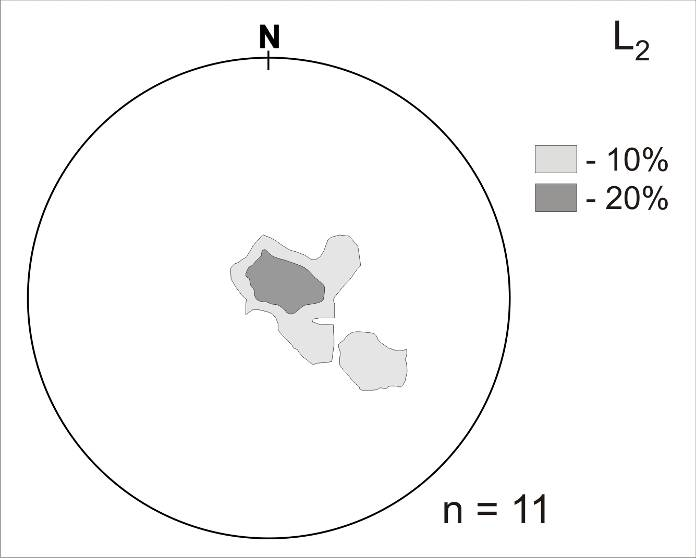 N
L₂
- 10%
- 20%
n = 11